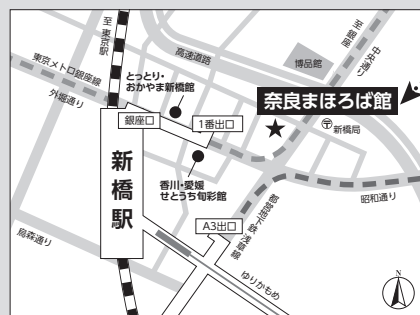 至 東京駅
東京メトロ銀座線
外堀通り
高速道路
とっとり・
おかやま新橋館
博品館
至 銀座
中央通り
奈良まほろば館
銀座口
1番出口
〶新橋局
新橋駅
香川・愛媛
せとうち旬彩館
昭和通り
都営地下鉄 浅草線
A3出口
烏森通り
ゆりかもめ
N